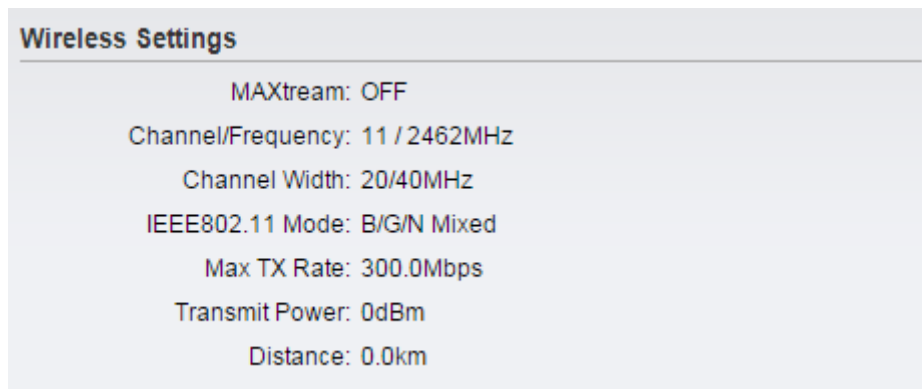 Wireless Settings
MAXtream: OFF
Channel/Frequency: 11 / 2462MHz
Channel Width: 20/40MHz
IEEE802.11 Mode: B/G/N Mixed
Max TX Rate: 300.0Mbps
Transmit Power: 0dBm
Distance: 0.0km